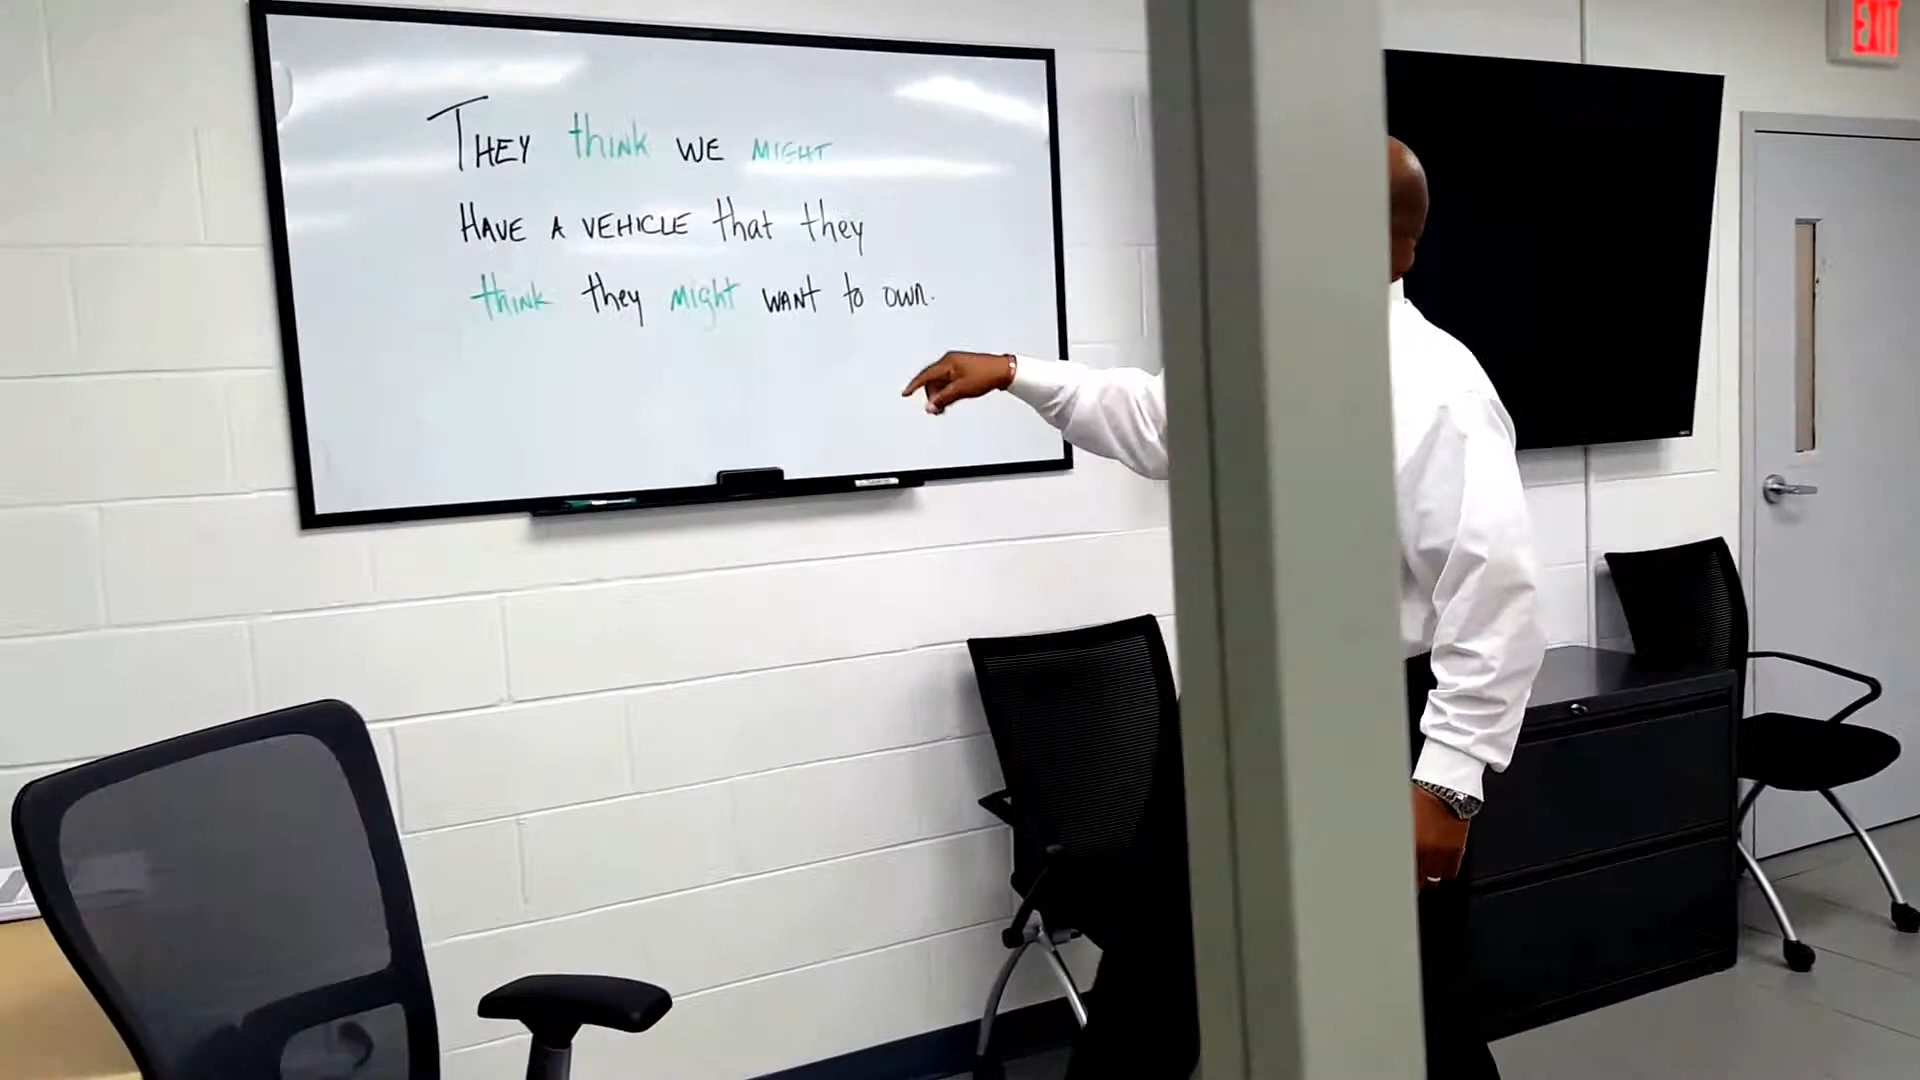 THEY think WE MIGHT
HAVE A VEHICLE that they
think they might WANT to OWN.
EXIT